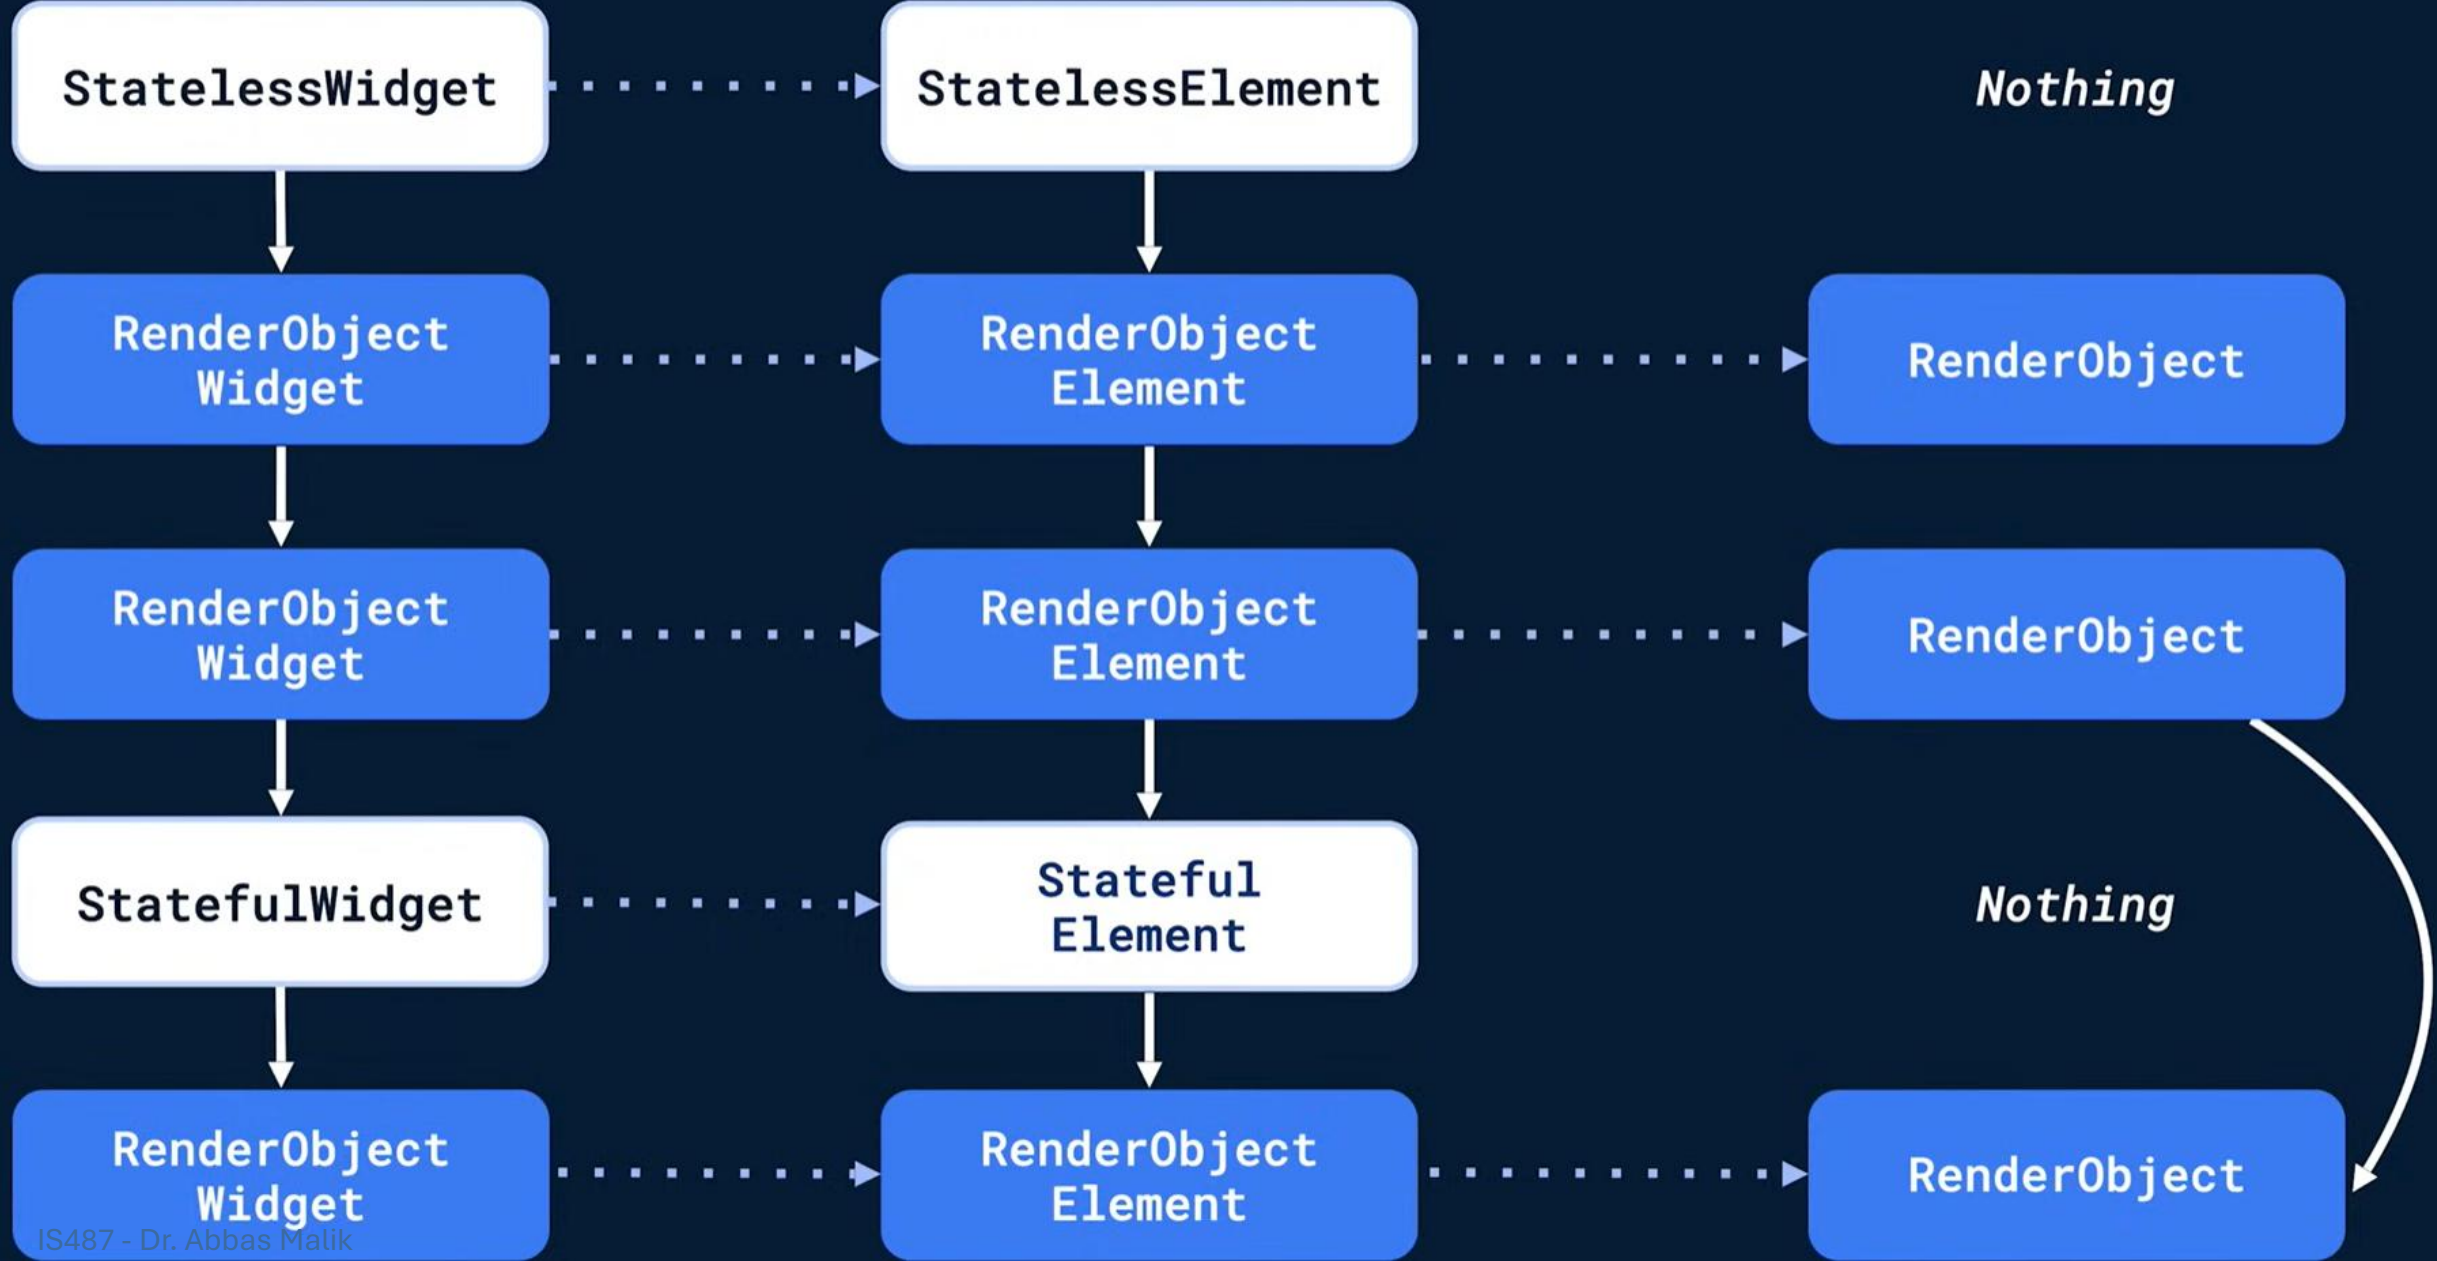 StatelessWidget
StatelessElement
Nothing
RenderObject
Widget
RenderObject
Element
RenderObject
RenderObject
Widget
RenderObject
Element
RenderObject
StatefulWidget
Stateful
Element
Nothing
RenderObject
Widget
RenderObject
Element
RenderObject
IS487 - Dr. Abbas Malik